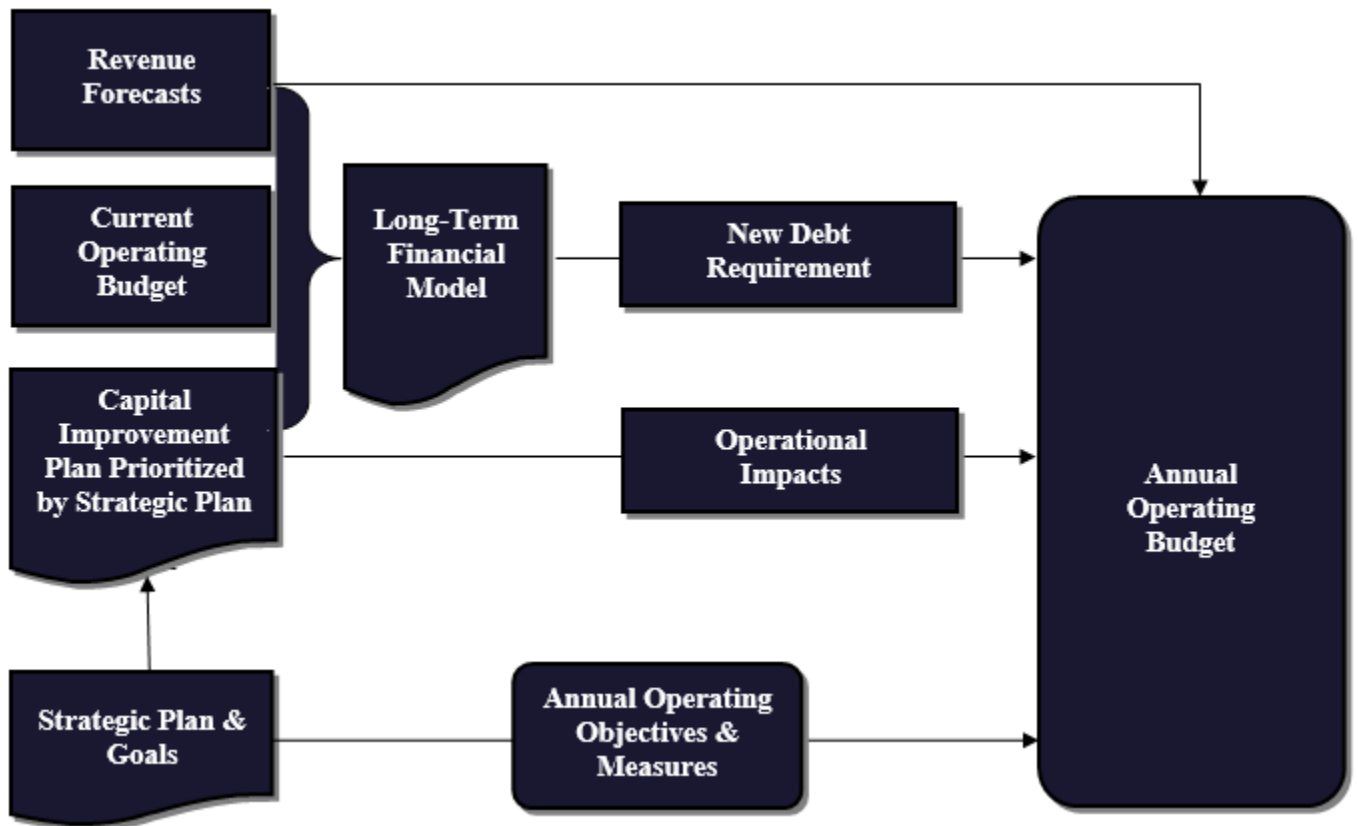 Revenue
Forecasts
Current
Operating
Budget
Capital
Improvement
Plan Prioritized
by Strategic Plan
Strategic Plan &
Goals
Long-Term
Financial
Model
New Debt
Requirement
Operational
Impacts
Annual Operating
Objectives &
Measures
Annual
Operating
Budget